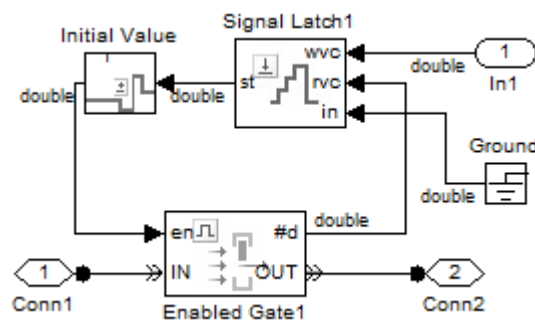 Signal Latch1
Initial Value
wvc
1
double
st
rvc
In1
double
double
in
Ground
double
double
en
#d
1
IN
OUT
2
Conn1
Enabled Gate1
Conn2